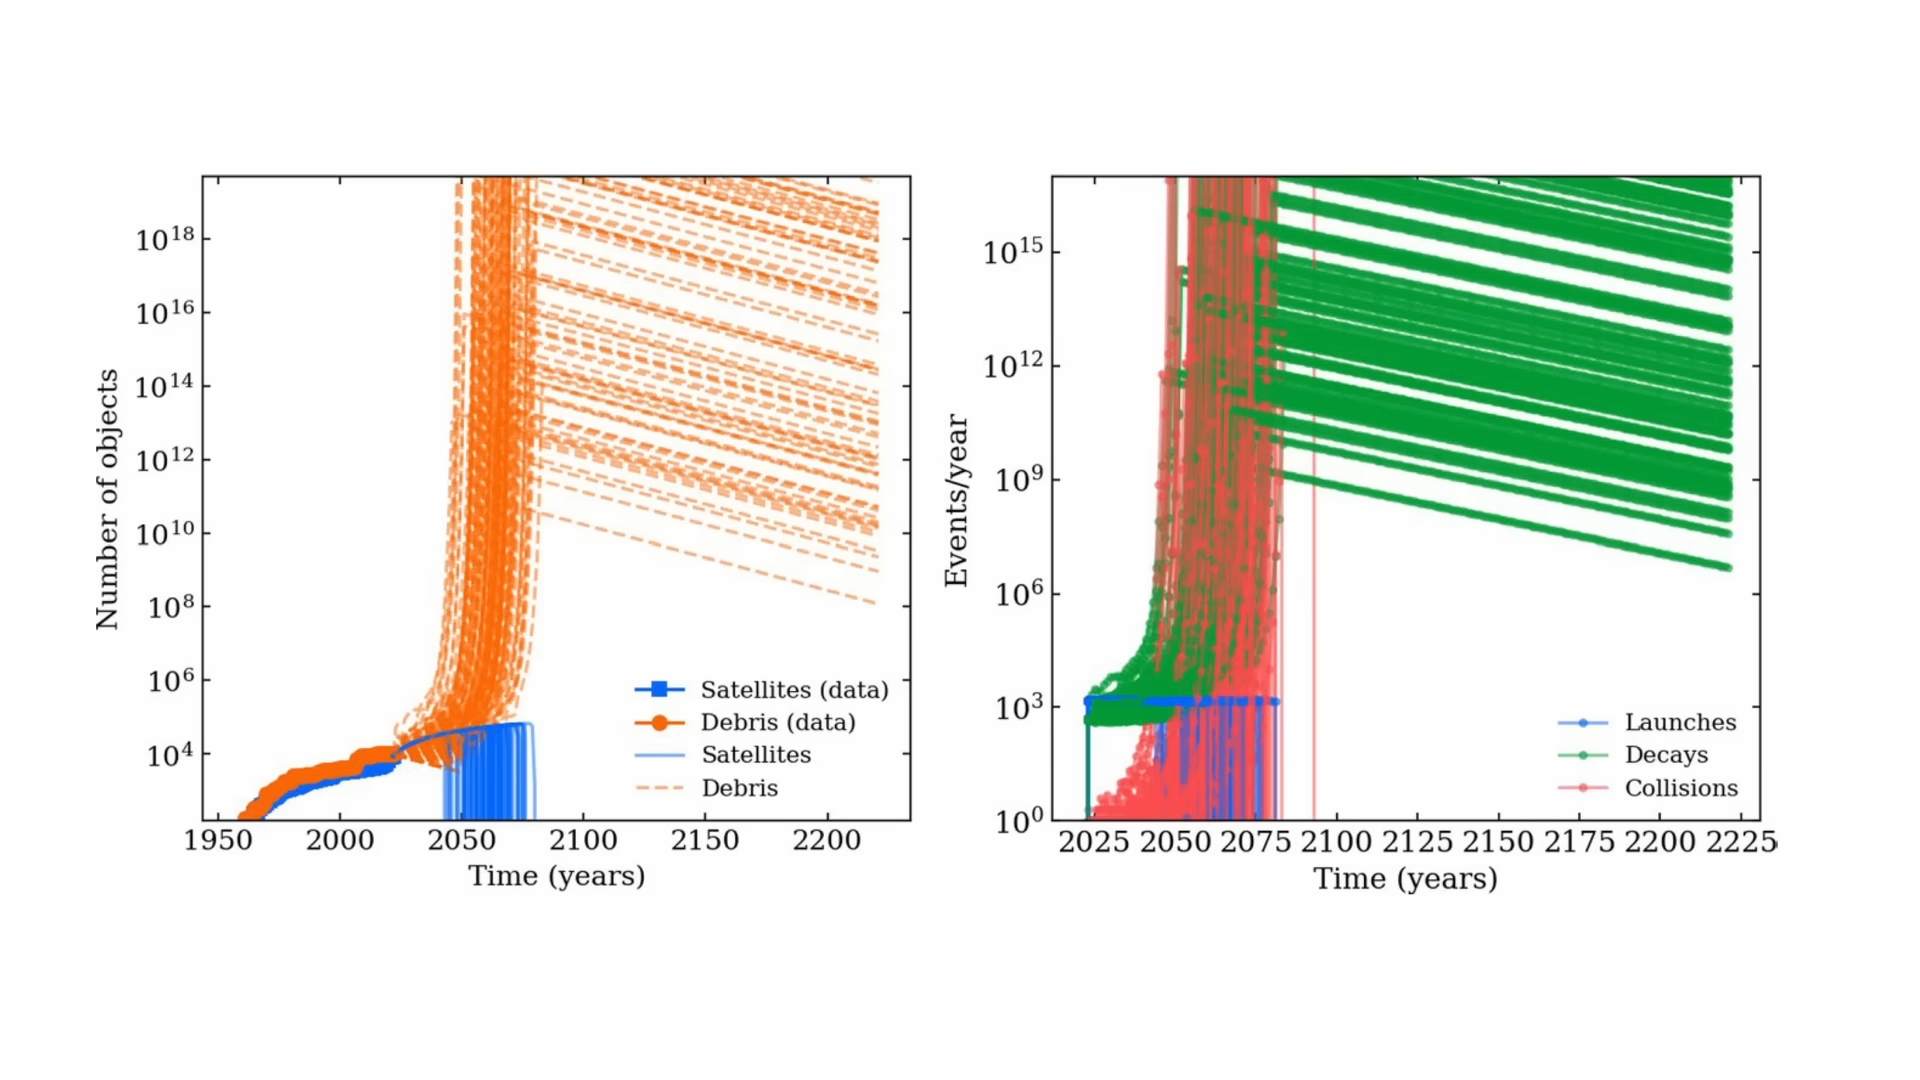 Number of objects
10^18
10^16
10^14
10^12
10^10
10^8
10^6
10^4
1950 2000 2050 2100 2150 2200
Time (years)
Satellites (data)
Debris (data)
Satellites
Debris
Events/year
10^15
10^12
10^9
10^6
10^3
10^0
2025 2050 2075 2100 2125 2150 2175 2200 2225
Time (years)
Launches
Decays
Collisions